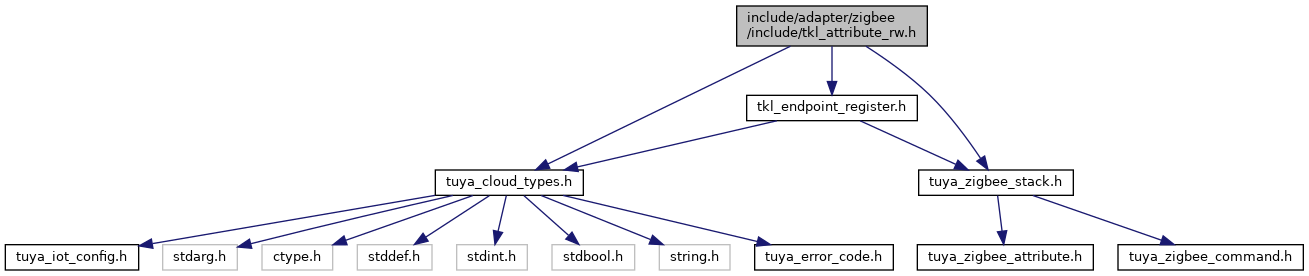 include/adapter/zigbee
/include/tkl_attribute_rw.h
tkl_endpoint_register.h
tuya_cloud_types.h
tuya_zigbee_stack.h
tuya_iot_config.h
stdarg.h
ctype.h
stddef.h
stdint.h
stdbool.h
string.h
tuya_error_code.h
tuya_zigbee_attribute.h
tuya_zigbee_command.h